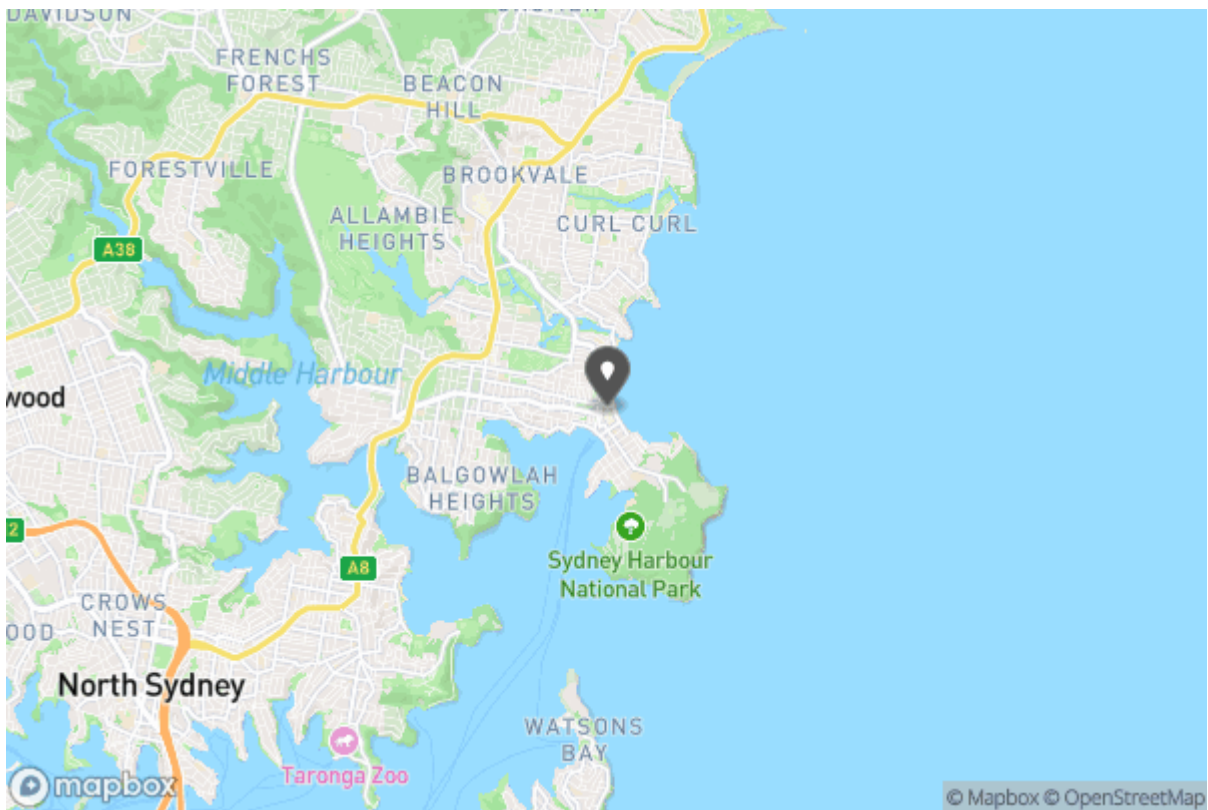 DAVIDSON
FRENCHS
FOREST
BEACON
HILL
FORESTVILLE
BROOKVALE
ALLAMBIE
HEIGHTS
CURL CURL
A38
Middle Harbour
wood
BALGOWLAH
HEIGHTS
2
Sydney Harbour
National Park
A8
CROWS
NEST
OOD
North Sydney
WATSONS
BAY
Taronga Zoo
mapbox
© Mapbox © OpenStreetMap